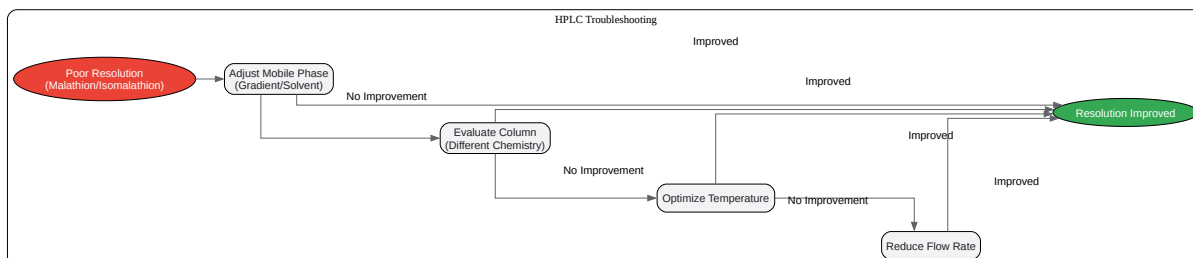 HPLC Troubleshooting
Improved
Poor Resolution
(Malathion/Isomalathion)
Adjust Mobile Phase
(Gradient/Solvent)
Improved
No Improvement
Resolution Improved
Evaluate Column
(Different Chemistry)
Improved
No Improvement
Improved
Optimize Temperature
No Improvement
Reduce Flow Rate